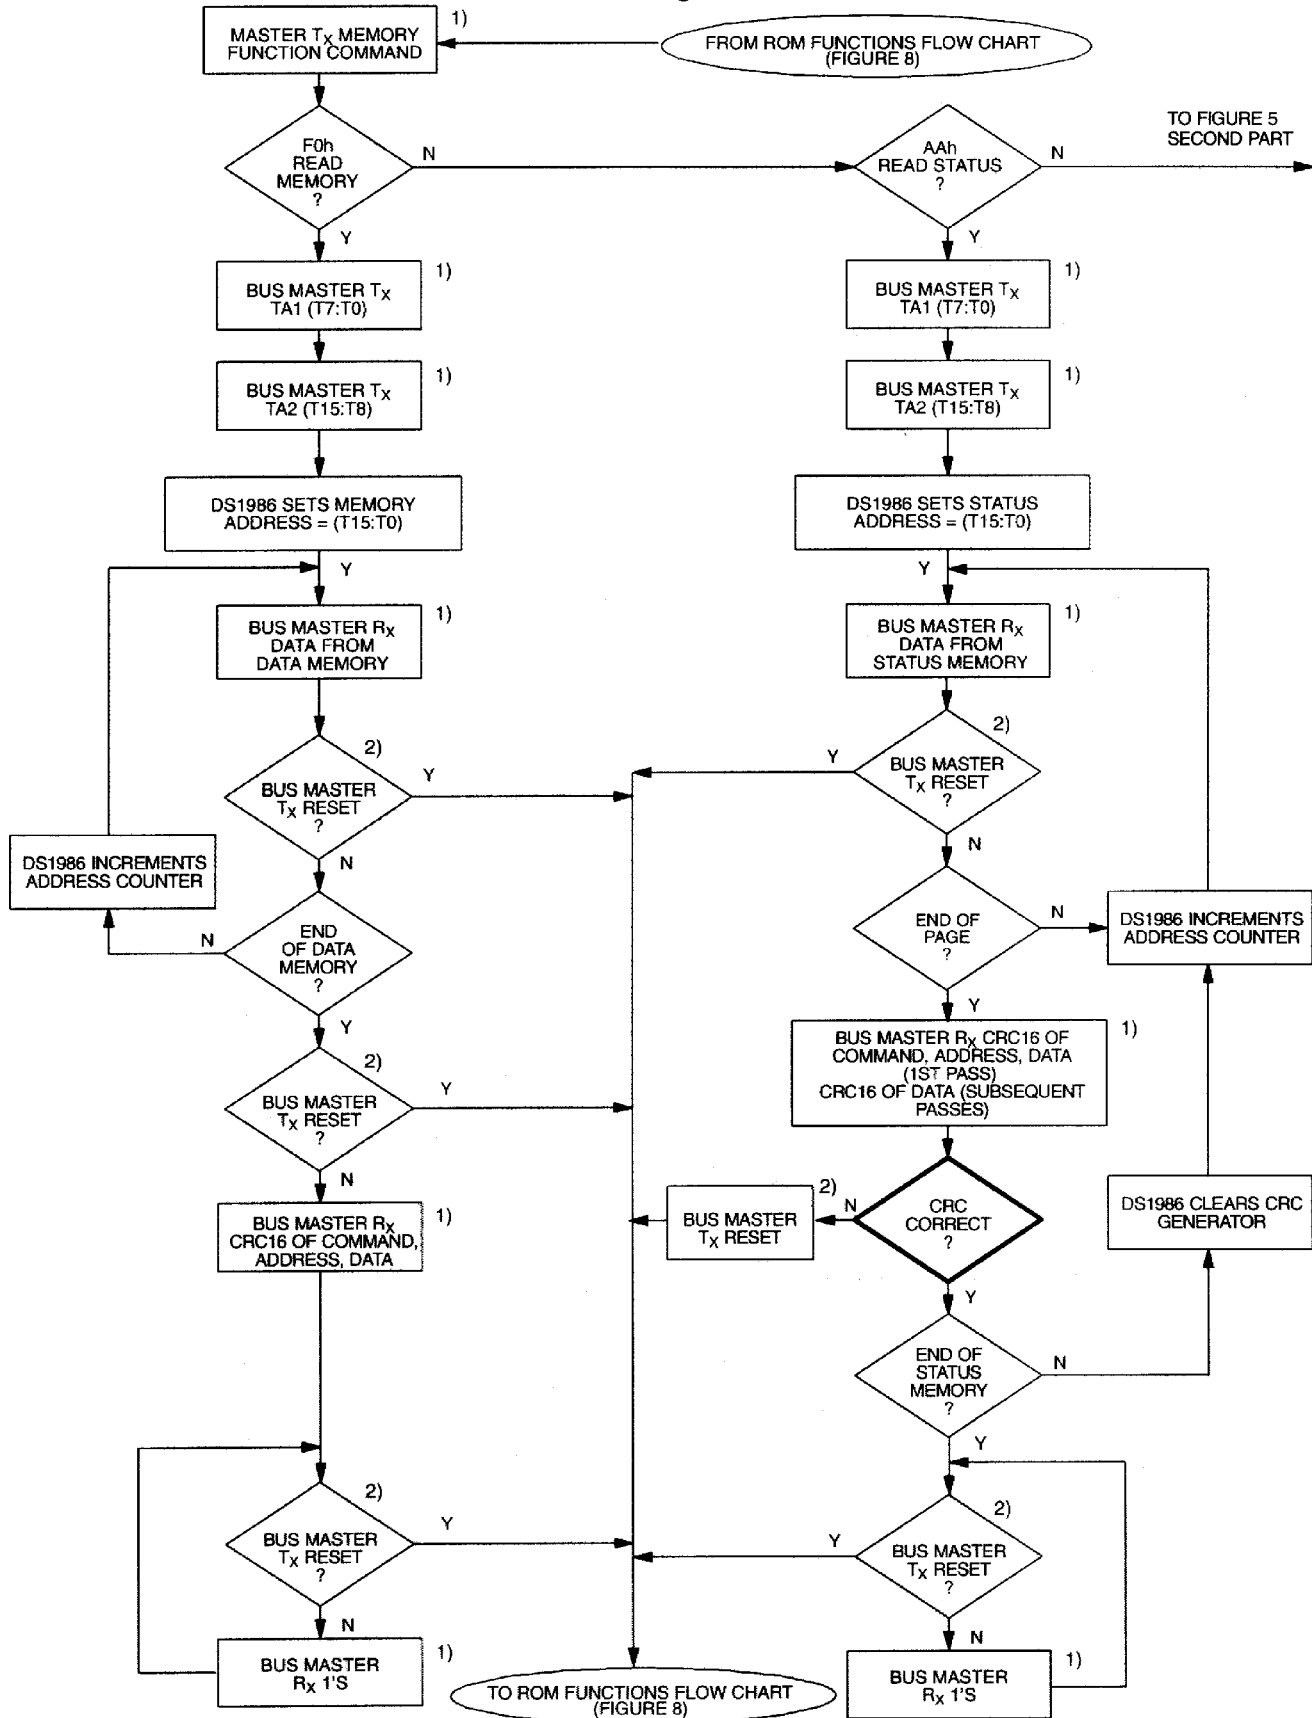 MASTER TX MEMORY
FUNCTION COMMAND
1)
FROM ROM FUNCTIONS FLOW CHART
(FIGURE 8)
F0h
READ
MEMORY
?
N
Y
AAh
READ STATUS
?
N
Y
TO FIGURE 5
SECOND PART
BUS MASTER TX
TA1 (T7:T0)
1)
BUS MASTER TX
TA1 (T7:T0)
1)
BUS MASTER TX
TA2 (T15:T8)
1)
BUS MASTER TX
TA2 (T15:T8)
1)
DS1986 SETS MEMORY
ADDRESS = (T15:T0)
DS1986 SETS STATUS
ADDRESS = (T15:T0)
Y
Y
BUS MASTER RX
DATA FROM
DATA MEMORY
1)
BUS MASTER RX
DATA FROM
STATUS MEMORY
1)
BUS MASTER
TX RESET
?
2)
Y
N
BUS MASTER
TX RESET
?
2)
Y
N
DS1986 INCREMENTS
ADDRESS COUNTER
END
OF DATA
MEMORY
?
N
Y
END OF
PAGE
?
N
Y
DS1986 INCREMENTS
ADDRESS COUNTER
BUS MASTER
TX RESET
?
2)
Y
N
BUS MASTER RX CRC16 OF
COMMAND, ADDRESS, DATA
(1ST PASS)
CRC16 OF DATA (SUBSEQUENT
PASSES)
1)
BUS MASTER RX
CRC16 OF COMMAND,
ADDRESS, DATA
1)
BUS MASTER
TX RESET
2)
N
CRC
CORRECT
?
Y
DS1986 CLEARS CRC
GENERATOR
END OF
STATUS
MEMORY
?
N
Y
BUS MASTER
TX RESET
?
2)
Y
N
BUS MASTER
TX RESET
?
2)
Y
N
BUS MASTER
RX 1'S
1)
TO ROM FUNCTIONS FLOW CHART
(FIGURE 8)
BUS MASTER
RX 1'S
1)